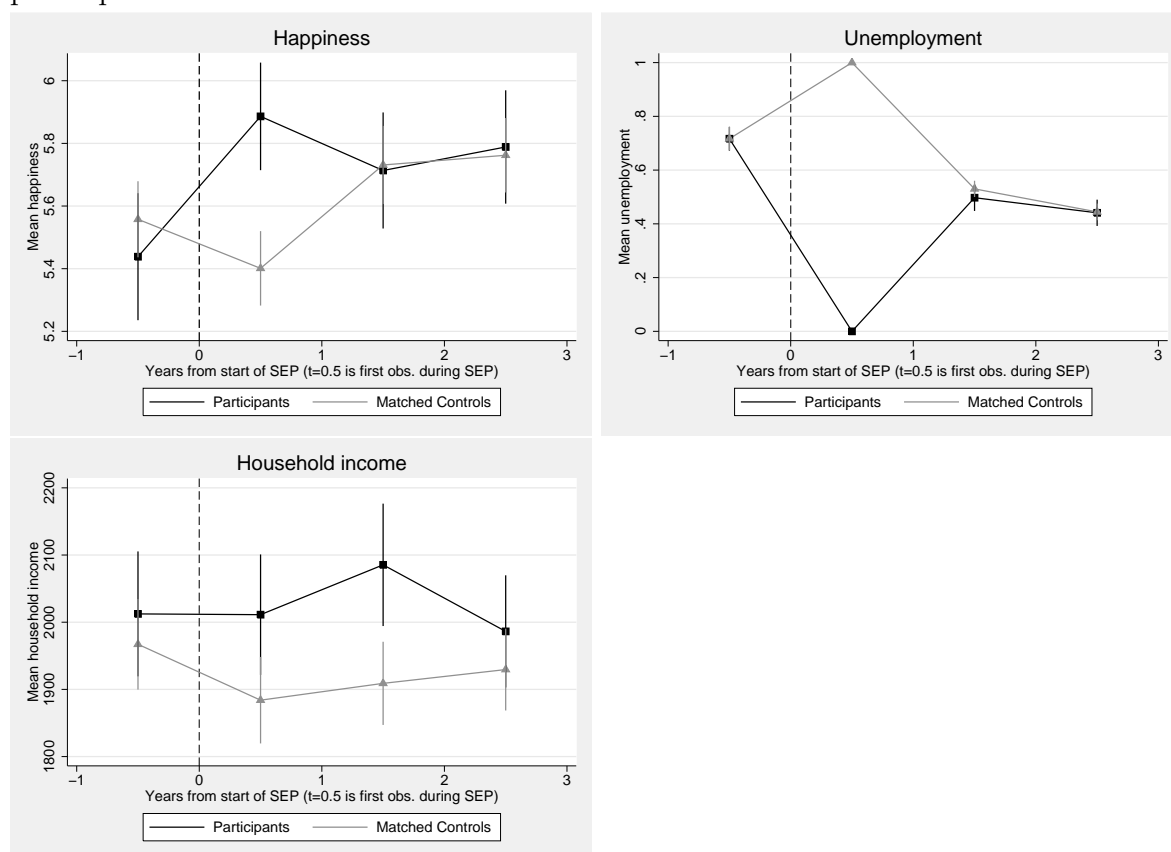 Happiness
6
5.8
5.6
5.4
5.2
Mean happiness
−1 0 1 2 3
Years from start of SEP (t=0.5 is first obs. during SEP)
Participants Matched Controls
Unemployment
1
.8
.6
.4
.2
0
Mean unemployment
−1 0 1 2 3
Years from start of SEP (t=0.5 is first obs. during SEP)
Participants Matched Controls
Household income
2200
2100
2000
1900
1800
Mean household income
−1 0 1 2 3
Years from start of SEP (t=0.5 is first obs. during SEP)
Participants Matched Controls